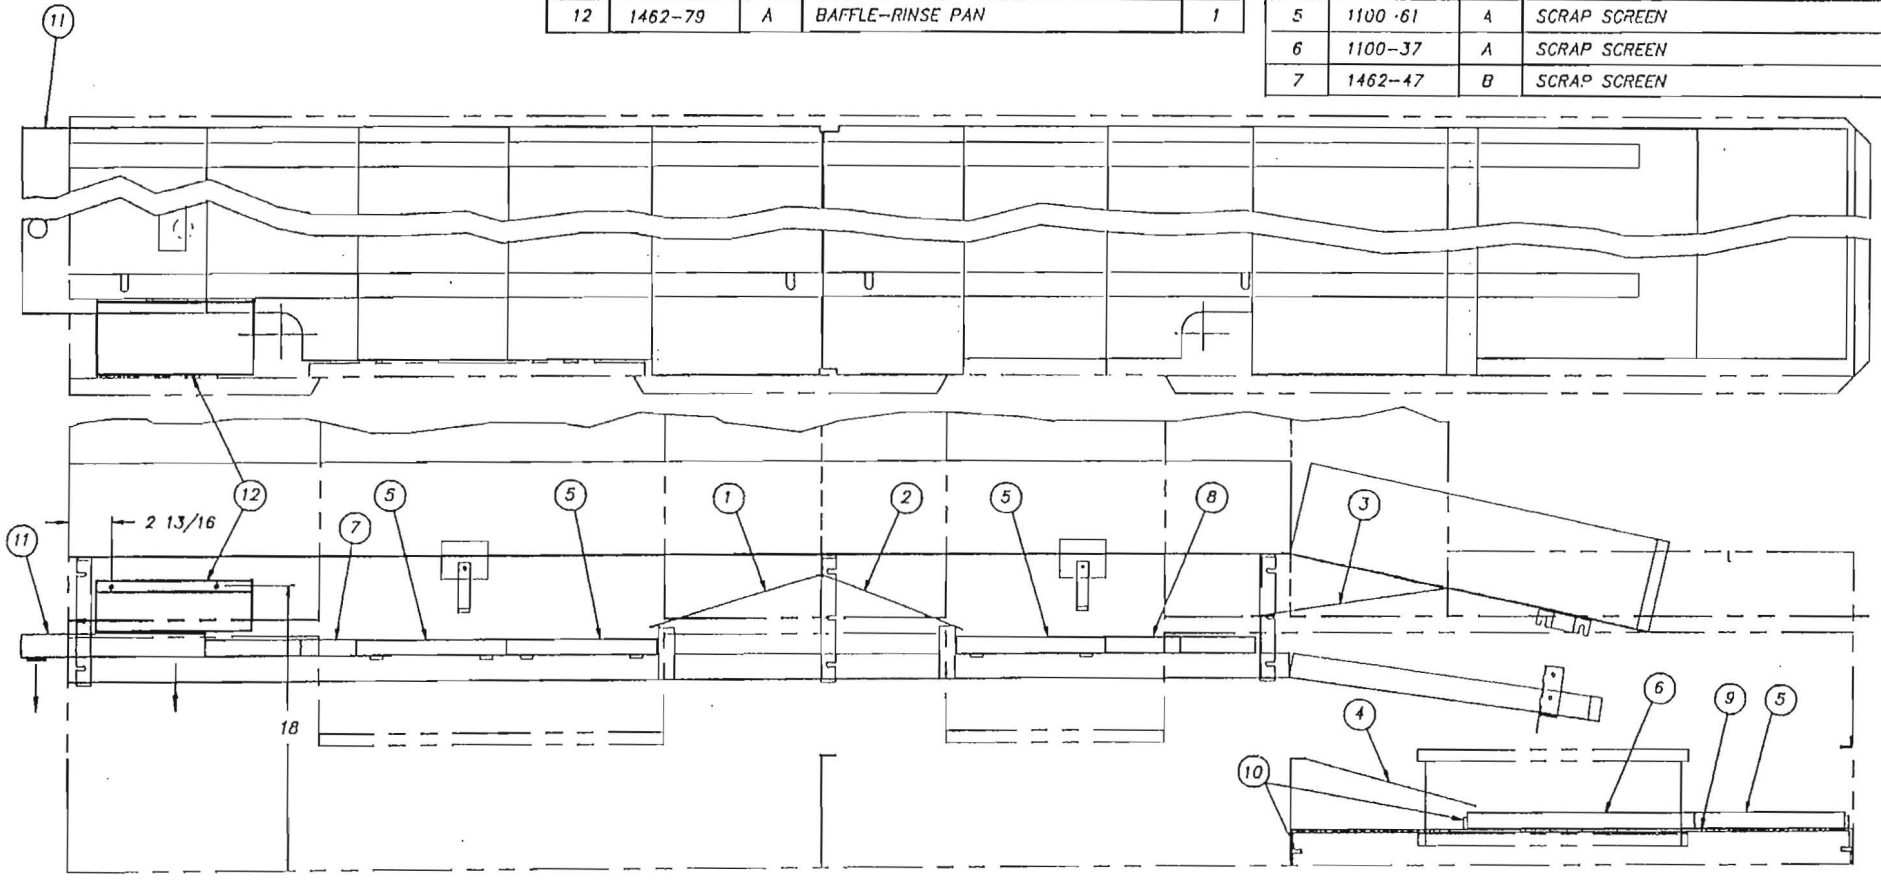 11
12 1462-79 A BAFFLE-RINSE PAN 1
5 1100-61 A SCRAP SCREEN
6 1100-37 A SCRAP SCREEN
7 1462-47 B SCRAP SCREEN
12 5 5 1 2 5 8 3
2 13/16
7
11
18
6 9 5
4
10